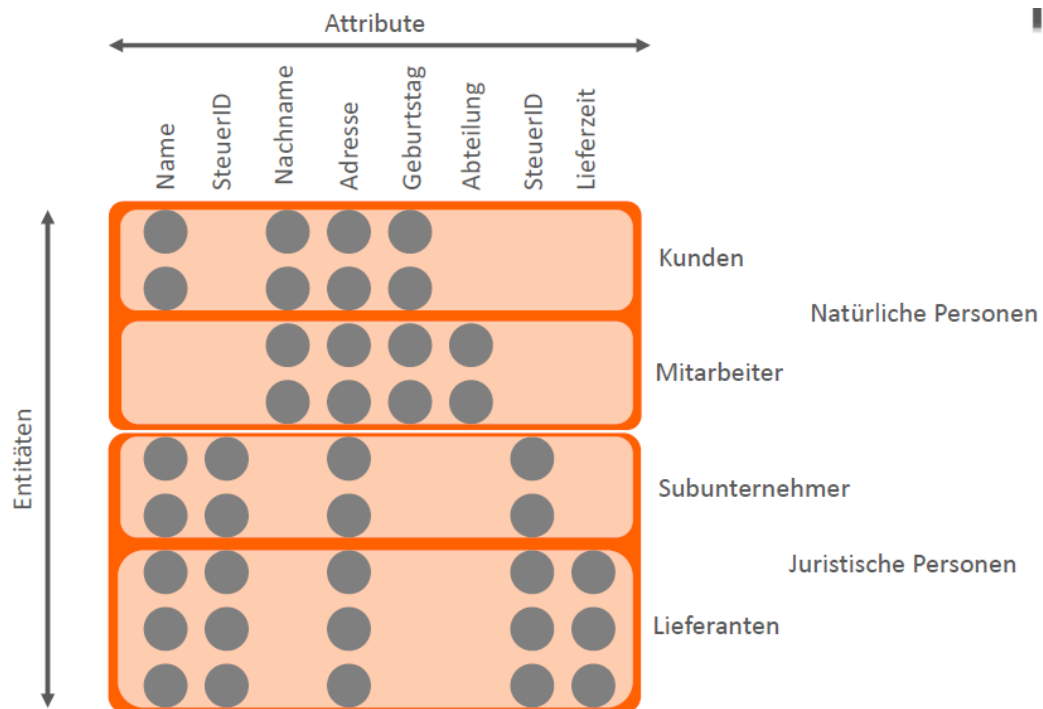 Attribute
Name
SteuerID
Nachname
Adresse
Geburtstag
Abteilung
SteuerID
Lieferzeit
Entitäten
Kunden
Natürliche Personen
Mitarbeiter
Subunternehmer
Juristische Personen
Lieferanten